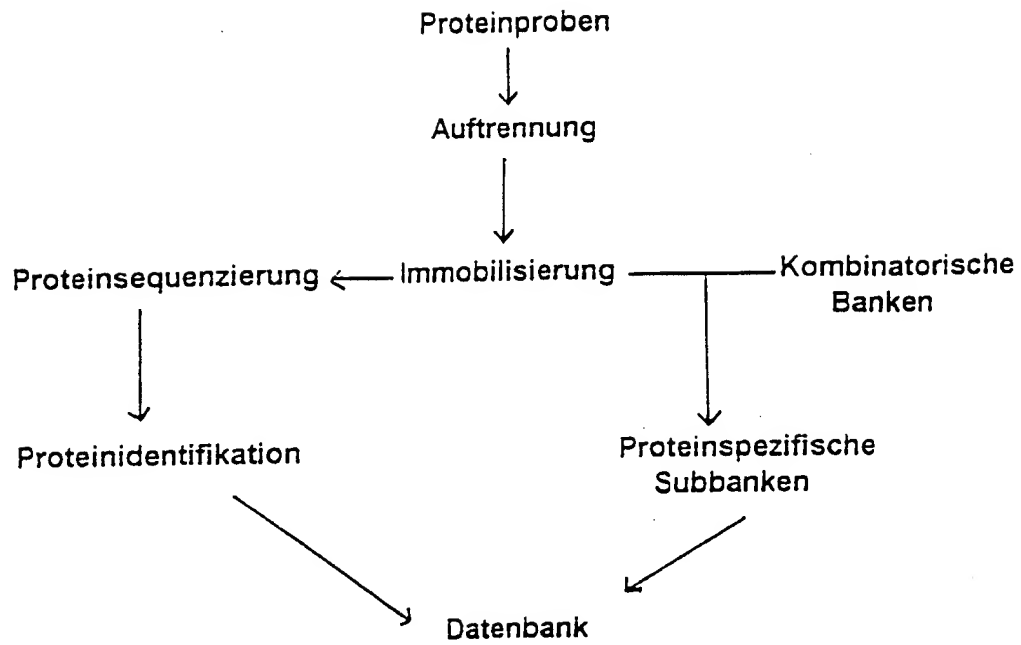 Proteinproben
Auftrennung
Proteinsequenzierung
Immobilisierung
Kombinatorische
Banken
Proteinidentifikation
Proteinspezifische
Subbanken
Datenbank